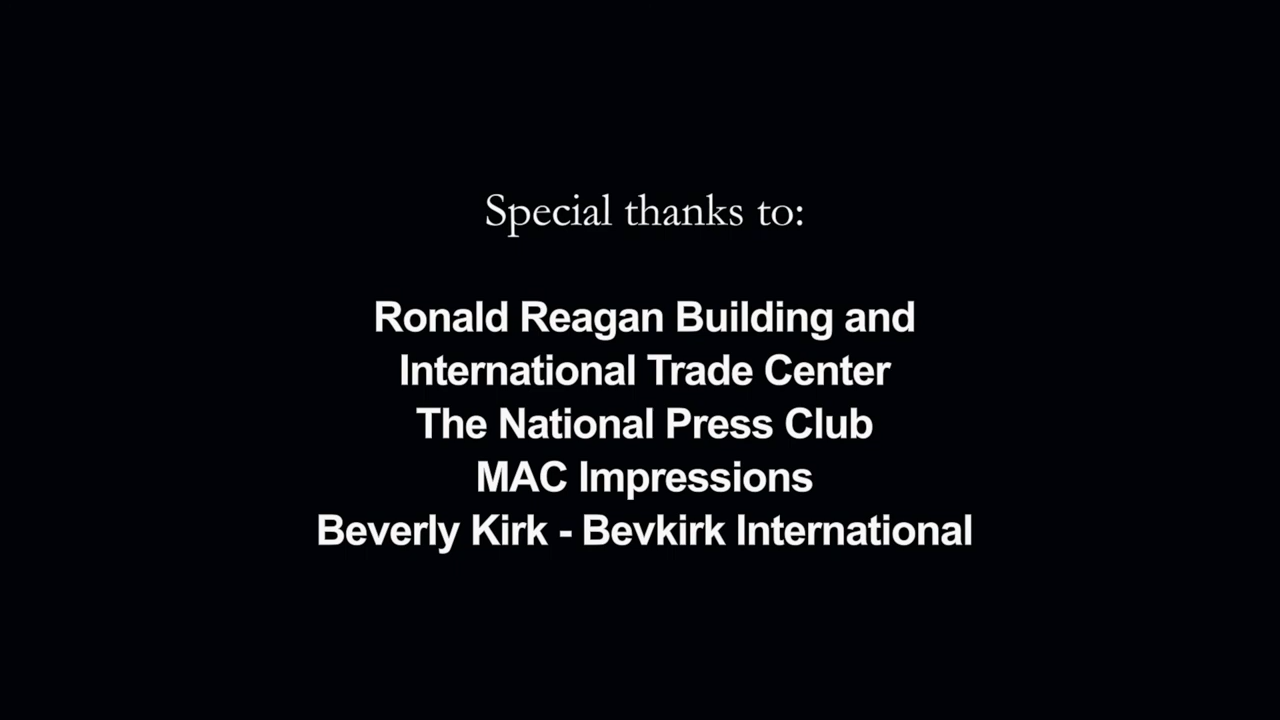 Special thanks to:
Ronald Reagan Building and
International Trade Center
The National Press Club
MAC Impressions
Beverly Kirk - Bevkirk International